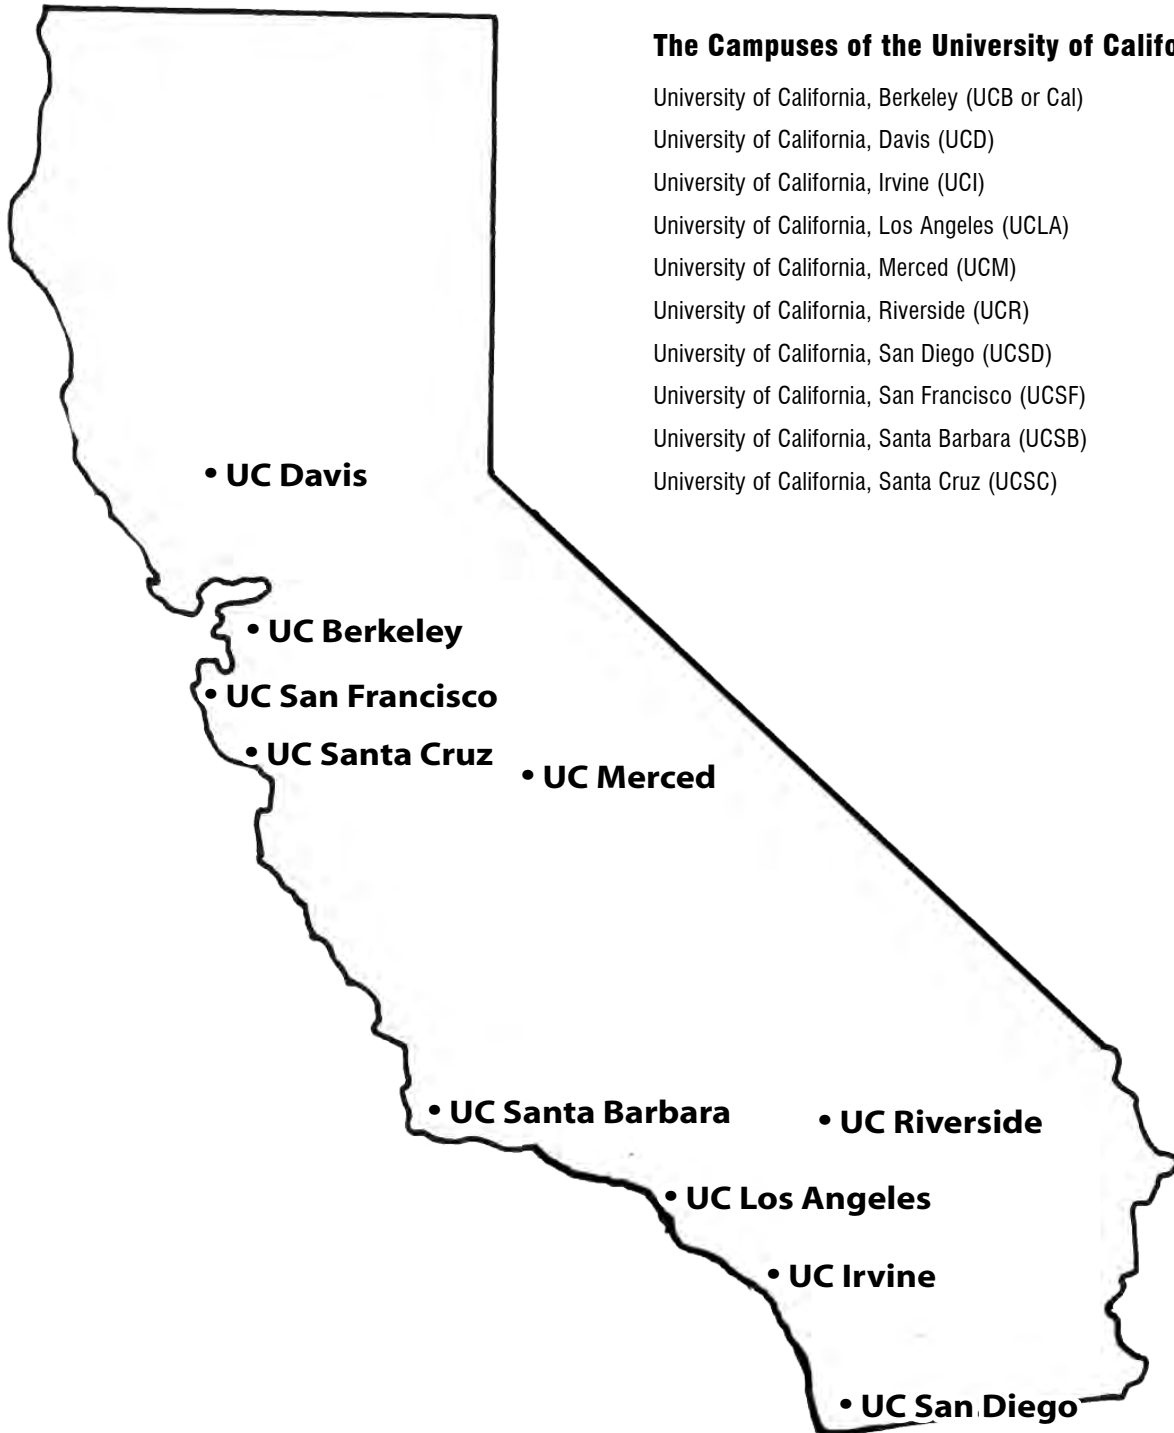 The Campuses of the University of Califo
University of California, Berkeley (UCB or Cal)
University of California, Davis (UCD)
University of California, Irvine (UCI)
University of California, Los Angeles (UCLA)
University of California, Merced (UCM)
University of California, Riverside (UCR)
University of California, San Diego (UCSD)
University of California, San Francisco (UCSF)
University of California, Santa Barbara (UCSB)
University of California, Santa Cruz (UCSC)
• UC Davis
• UC Berkeley
• UC San Francisco
• UC Santa Cruz
• UC Merced
• UC Santa Barbara
• UC Riverside
• UC Los Angeles
• UC Irvine
• UC San Diego